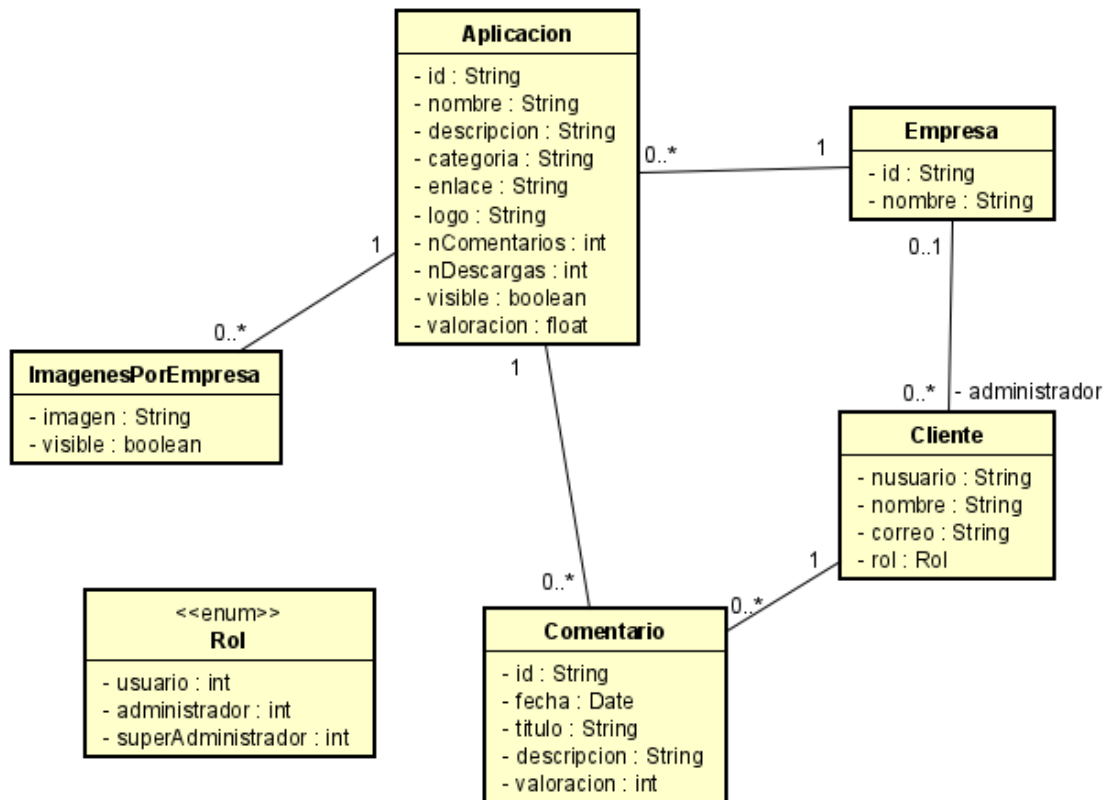 Aplicacion
- id : String
- nombre : String
- descripcion : String
- categoria : String
- enlace : String
- logo : String
- nComentarios : int
- nDescargas : int
- visible : boolean
- valoracion : float
0..*
1
Empresa
- id : String
- nombre : String
0..1
0..*
- administrador
1
0..*
ImagenesPorEmpresa
- imagen : String
- visible : boolean
1
0..*
Cliente
- nusuario : String
- nombre : String
- correo : String
- rol : Rol
1
0..*
<<enum>>
Rol
- usuario : int
- administrador : int
- superAdministrador : int
Comentario
- id : String
- fecha : Date
- titulo : String
- descripcion : String
- valoracion : int